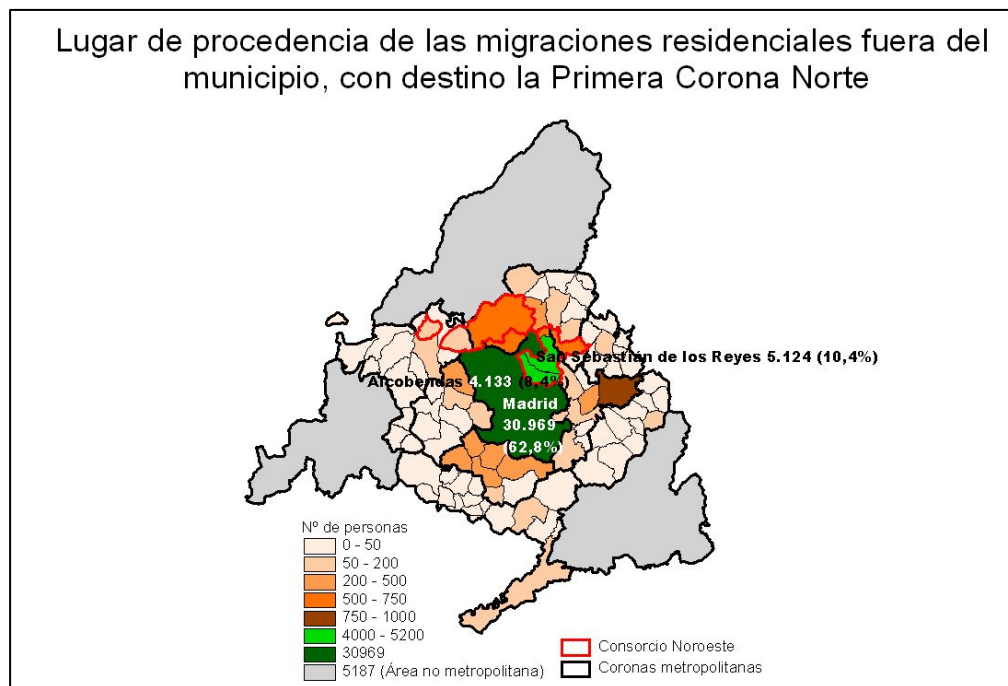 Lugar de procedencia de las migraciones residenciales fuera del
municipio, con destino la Primera Corona Norte
San Sebastián de los Reyes 5.124 (10,4%)
Alcobendas 4.133 (8,4%)
Madrid
30.969
(62,8%)
Nº de personas
0 - 50
50 - 200
200 - 500
500 - 750
750 - 1000
4000 - 5200
30969
5187 (Área no metropolitana)
Consorcio Noroeste
Coronas metropolitanas